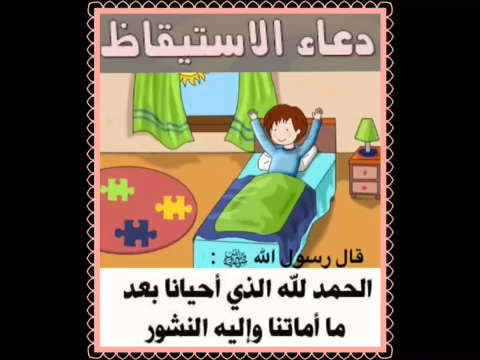 دعاء الاستيقاظ
قال رسول الله ﷺ :
الحمد لله الذي أحيانا بعد
ما أماتنا وإليه النشور